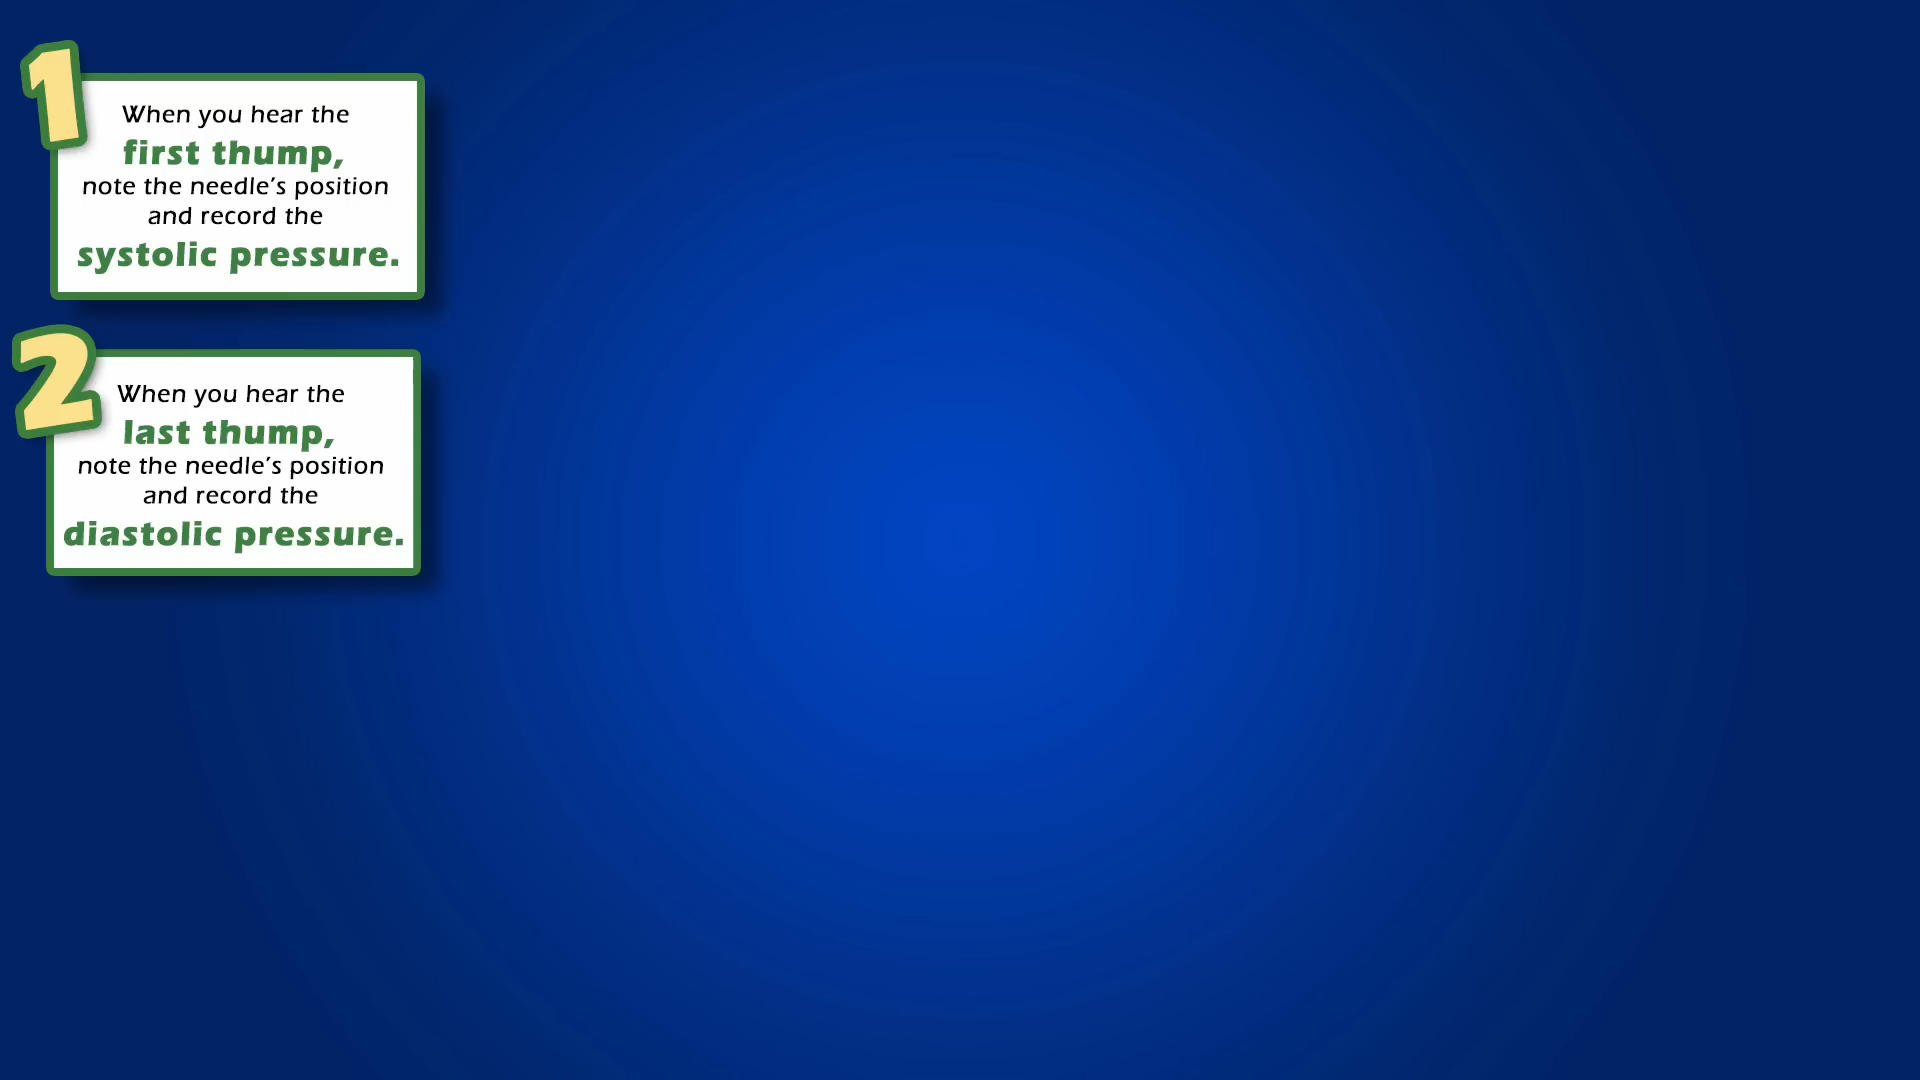 1
When you hear the
first thump,
note the needle's position
and record the
systolic pressure.
2
When you hear the
last thump,
note the needle's position
and record the
diastolic pressure.